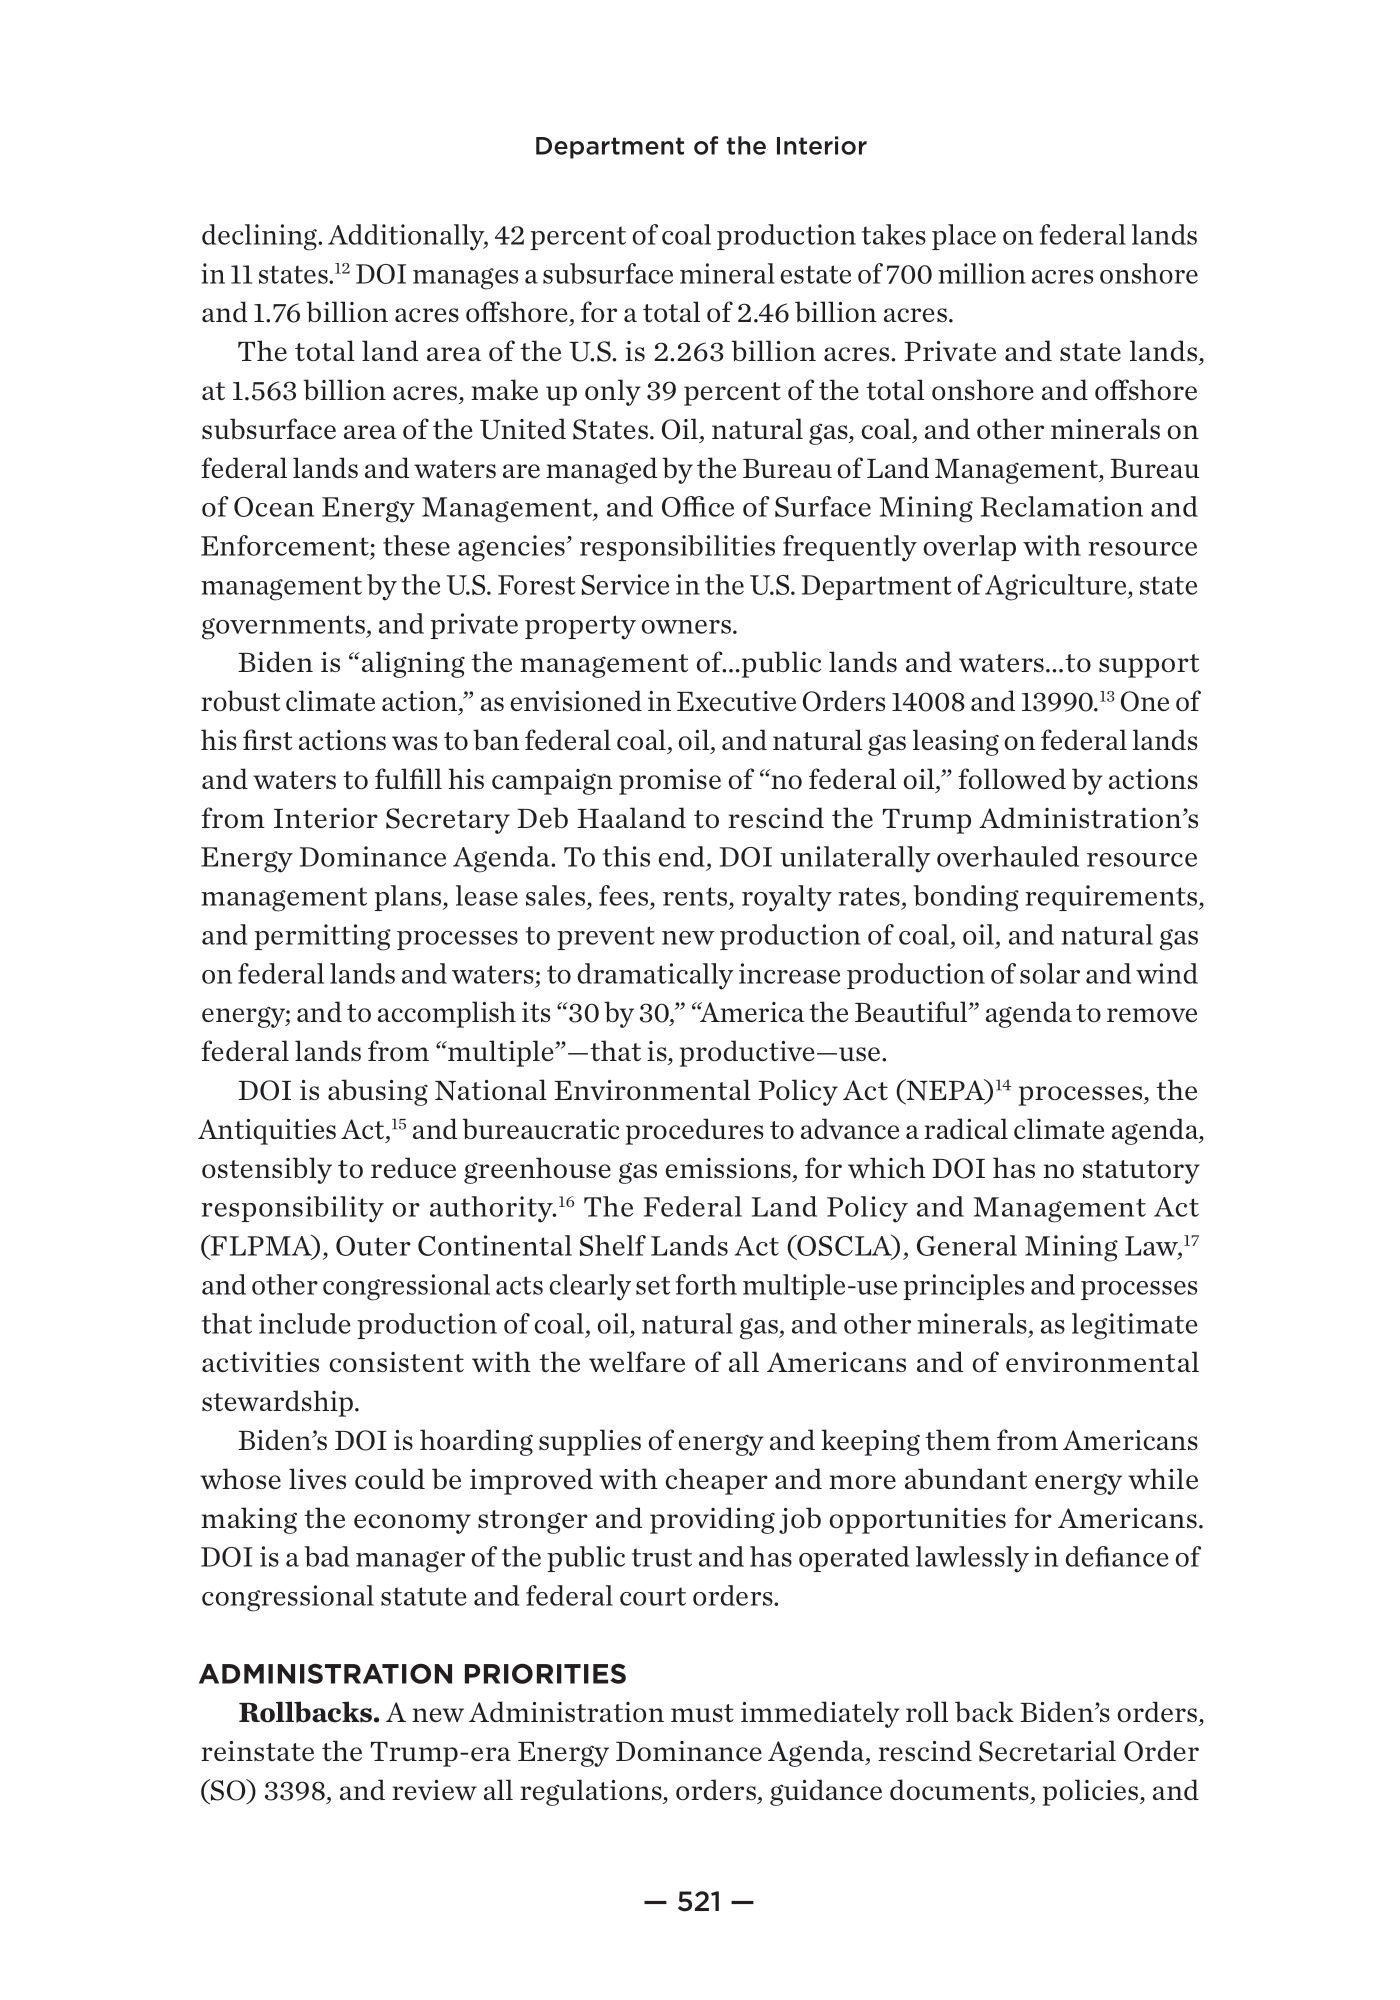 Department of the Interior
declining. Additionally, 42 percent of coal production takes place on federal lands
in 11 states.¹² DOI manages a subsurface mineral estate of 700 million acres onshore
and 1.76 billion acres offshore, for a total of 2.46 billion acres.
The total land area of the U.S. is 2.263 billion acres. Private and state lands,
at 1.563 billion acres, make up only 39 percent of the total onshore and offshore
subsurface area of the United States. Oil, natural gas, coal, and other minerals on
federal lands and waters are managed by the Bureau of Land Management, Bureau
of Ocean Energy Management, and Office of Surface Mining Reclamation and
Enforcement; these agencies’ responsibilities frequently overlap with resource
management by the U.S. Forest Service in the U.S. Department of Agriculture, state
governments, and private property owners.
Biden is “aligning the management of…public lands and waters…to support
robust climate action,” as envisioned in Executive Orders 14008 and 13990.¹³ One of
his first actions was to ban federal coal, oil, and natural gas leasing on federal lands
and waters to fulfill his campaign promise of “no federal oil,” followed by actions
from Interior Secretary Deb Haaland to rescind the Trump Administration’s
Energy Dominance Agenda. To this end, DOI unilaterally overhauled resource
management plans, lease sales, fees, rents, royalty rates, bonding requirements,
and permitting processes to prevent new production of coal, oil, and natural gas
on federal lands and waters; to dramatically increase production of solar and wind
energy; and to accomplish its “30 by 30,” “America the Beautiful” agenda to remove
federal lands from “multiple”—that is, productive—use.
DOI is abusing National Environmental Policy Act (NEPA)¹⁴ processes, the
Antiquities Act,¹⁵ and bureaucratic procedures to advance a radical climate agenda,
ostensibly to reduce greenhouse gas emissions, for which DOI has no statutory
responsibility or authority.¹⁶ The Federal Land Policy and Management Act
(FLPMA), Outer Continental Shelf Lands Act (OSCLA), General Mining Law,¹⁷
and other congressional acts clearly set forth multiple-use principles and processes
that include production of coal, oil, natural gas, and other minerals, as legitimate
activities consistent with the welfare of all Americans and of environmental
stewardship.
Biden’s DOI is hoarding supplies of energy and keeping them from Americans
whose lives could be improved with cheaper and more abundant energy while
making the economy stronger and providing job opportunities for Americans.
DOI is a bad manager of the public trust and has operated lawlessly in defiance of
congressional statute and federal court orders.
ADMINISTRATION PRIORITIES
Rollbacks. A new Administration must immediately roll back Biden’s orders,
reinstate the Trump-era Energy Dominance Agenda, rescind Secretarial Order
(SO) 3398, and review all regulations, orders, guidance documents, policies, and
— 521 —